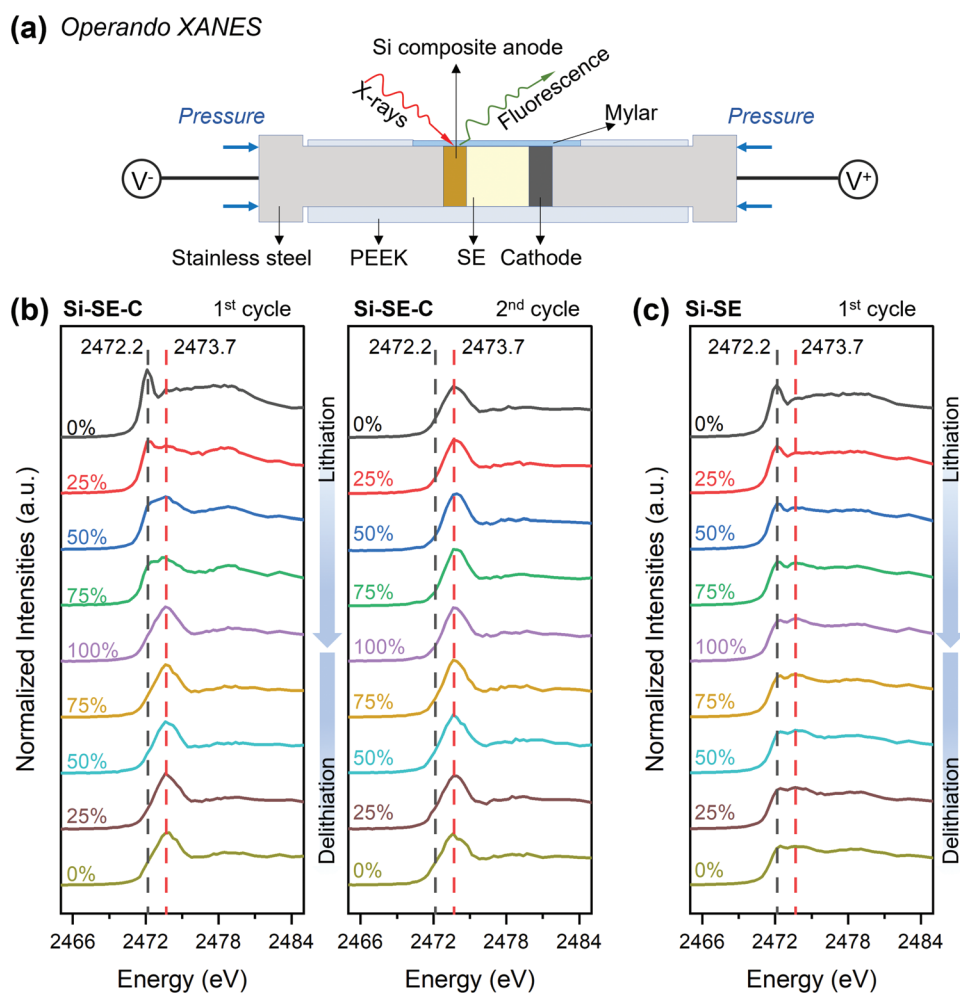 (a) Operando XANES
Si composite anode
X-rays
Fluorescence
Mylar
Pressure
Pressure
V-
V+
Stainless steel
PEEK
SE
Cathode
(b) Si-SE-C 1st cycle
2472.2 2473.7
0%
25%
50%
75%
100%
75%
50%
25%
0%
Normalized Intensities (a.u.)
2466 2472 2478 2484
Energy (eV)
Lithiation
Delithiation
Si-SE-C 2nd cycle
2472.2 2473.7
0%
25%
50%
75%
100%
75%
50%
25%
0%
2466 2472 2478 2484
Energy (eV)
(c) Si-SE 1st cycle
2472.2 2473.7
0%
25%
50%
75%
100%
75%
50%
25%
0%
Normalized Intensities (a.u.)
2466 2472 2478 2484
Energy (eV)
Lithiation
Delithiation